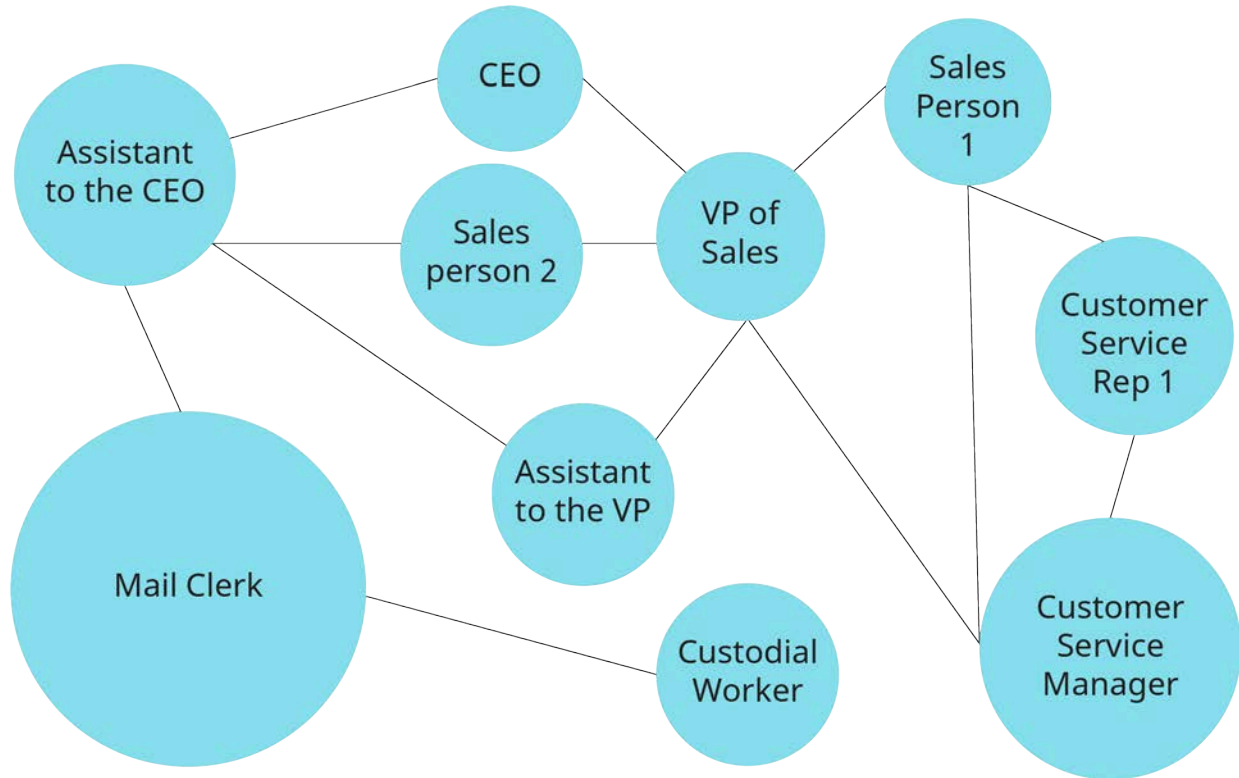 CEO
Sales
Person
1
Assistant
to the CEO
Sales
person 2
VP of
Sales
Customer
Service
Rep 1
Assistant
to the VP
Mail Clerk
Custodial
Worker
Customer
Service
Manager